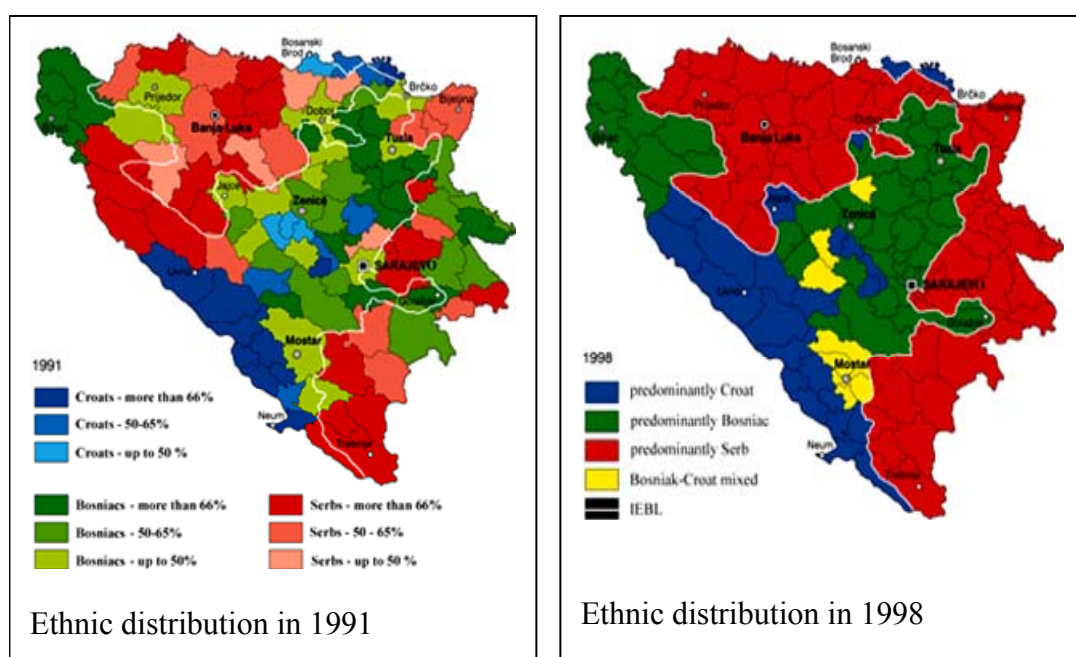 Bosanski
Brod
Brčko
Prijedor
Doboj
Bijeljina
Banja Luka
Tuzla
Jajce
Zenica
SARAJEVO
Livno
Mostar
Neum
Trebinje
1991
Croats - more than 66%
Croats - 50-65%
Croats - up to 50 %
Bosniacs - more than 66%
Bosniacs - 50-65%
Bosniacs - up to 50%
Serbs - more than 66%
Serbs - 50 - 65%
Serbs - up to 50 %
Ethnic distribution in 1991
Bosanski
Brod
Brčko
Prijedor
Doboj
Banja Luka
Tuzla
Zenica
SARAJEVO
Livno
Mostar
Neum
Trebinje
1998
predominantly Croat
predominantly Bosniac
predominantly Serb
Bosniak-Croat mixed
IEBL
Ethnic distribution in 1998